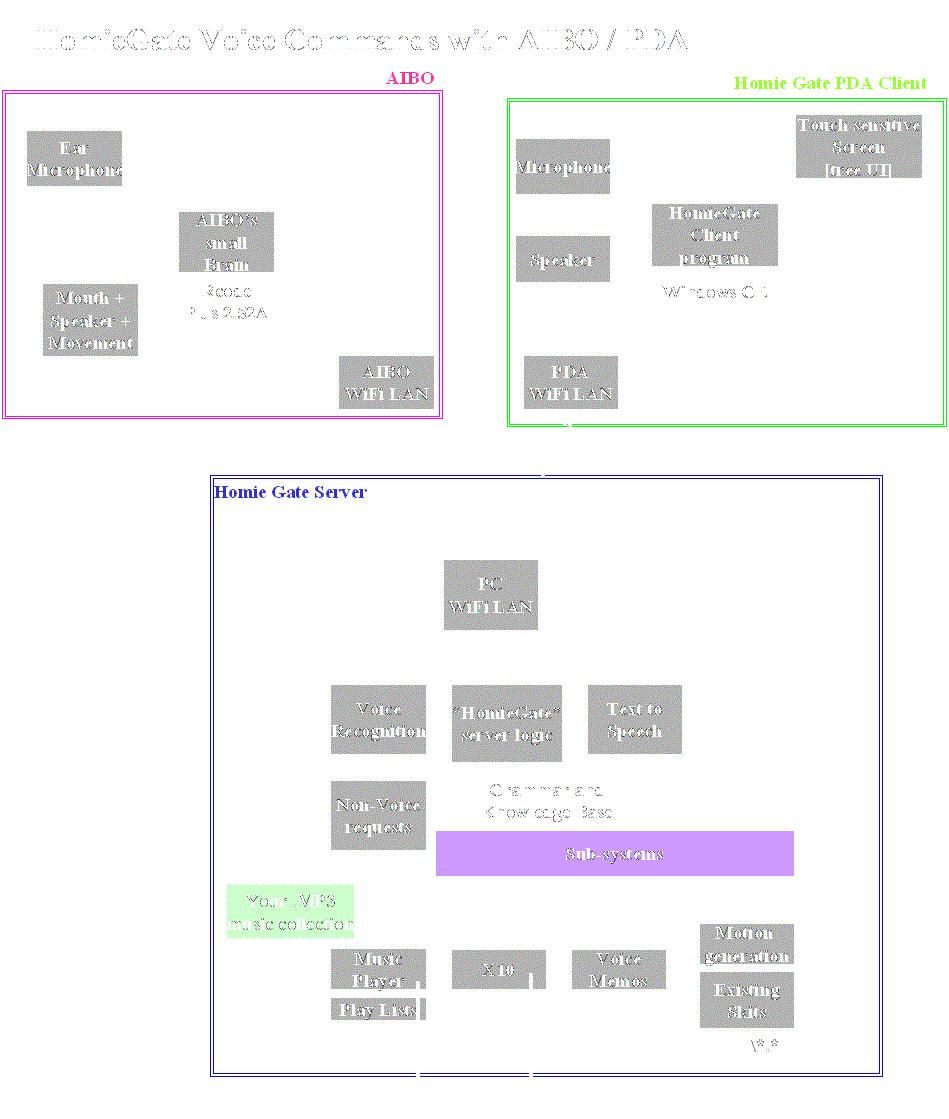 HomieGate Voice Commands with AIBO / PDA
AIBO
Homie Gate PDA Client
Ear
Microphone
AIBO's
small
Brain
Rcode
Plus 2.52A
Mouth +
Speaker +
Movement
AIBO
WiFi LAN
Microphone
Touch sensitive
Screen
[tree UI]
HomieGate
Client
program
Windows CE
Speaker
PDA
WiFi LAN
Homie Gate Server
PC
WiFi LAN
Voice
Recognition
"HomieGate"
server logic
Text to
Speech
Non-Voice
requests
Grammar and
Knowledge Base
Sub-systems
Your .MP3
music collection
Music
Player
Play Lists
X10
Voice
Memos
Motion
generation
Existing
Skits
\*.*